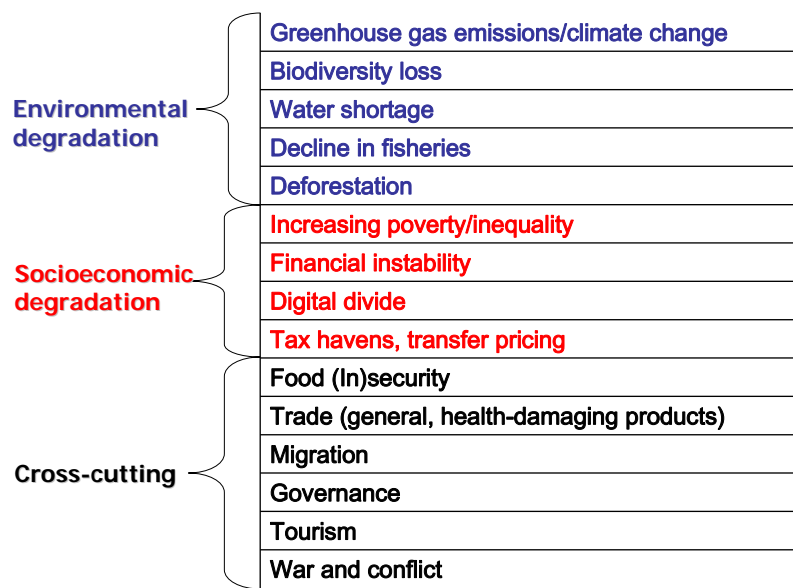 Environmental
degradation
Greenhouse gas emissions/climate change
Biodiversity loss
Water shortage
Decline in fisheries
Deforestation
Socioeconomic
degradation
Increasing poverty/inequality
Financial instability
Digital divide
Tax havens, transfer pricing
Cross-cutting
Food (In)security
Trade (general, health-damaging products)
Migration
Governance
Tourism
War and conflict